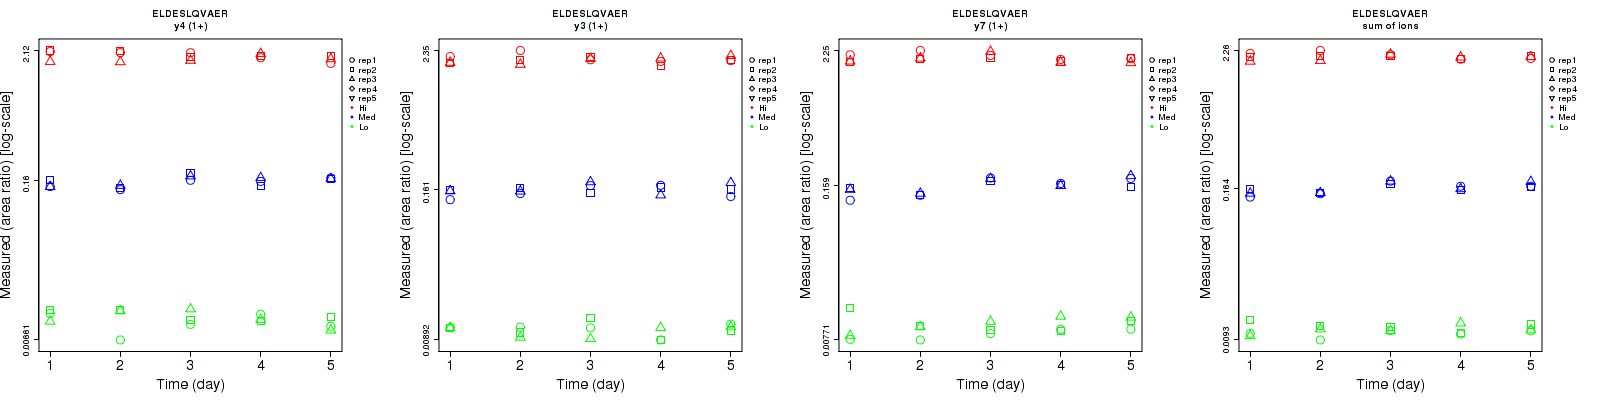 ELDESLQVAER
y4 (1+)
Measured (area ratio) [log-scale]
2.12
0.16
0.00861
1 2 3 4 5
Time (day)
rep1
rep2
rep3
rep4
rep5
Hi
Med
Lo
ELDESLQVAER
y3 (1+)
Measured (area ratio) [log-scale]
2.35
0.161
0.00892
1 2 3 4 5
Time (day)
rep1
rep2
rep3
rep4
rep5
Hi
Med
Lo
ELDESLQVAER
y7 (1+)
Measured (area ratio) [log-scale]
2.25
0.159
0.00771
1 2 3 4 5
Time (day)
rep1
rep2
rep3
rep4
rep5
Hi
Med
Lo
ELDESLQVAER
sum of ions
Measured (area ratio) [log-scale]
2.26
0.164
0.0093
1 2 3 4 5
Time (day)
rep1
rep2
rep3
rep4
rep5
Hi
Med
Lo